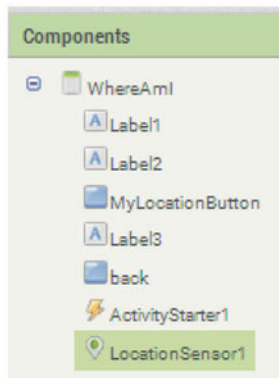 Components
WhereAmI
A Label1
A Label2
MyLocationButton
A Label3
back
ActivityStarter1
LocationSensor1